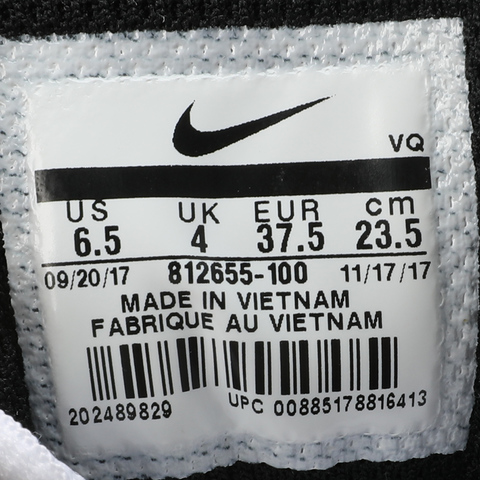 VQ
US UK EUR cm
6.5 4 37.5 23.5
09/20/17 812655-100 11/17/17
MADE IN VIETNAM
FABRIQUE AU VIETNAM
202489829 UPC 00885178816413